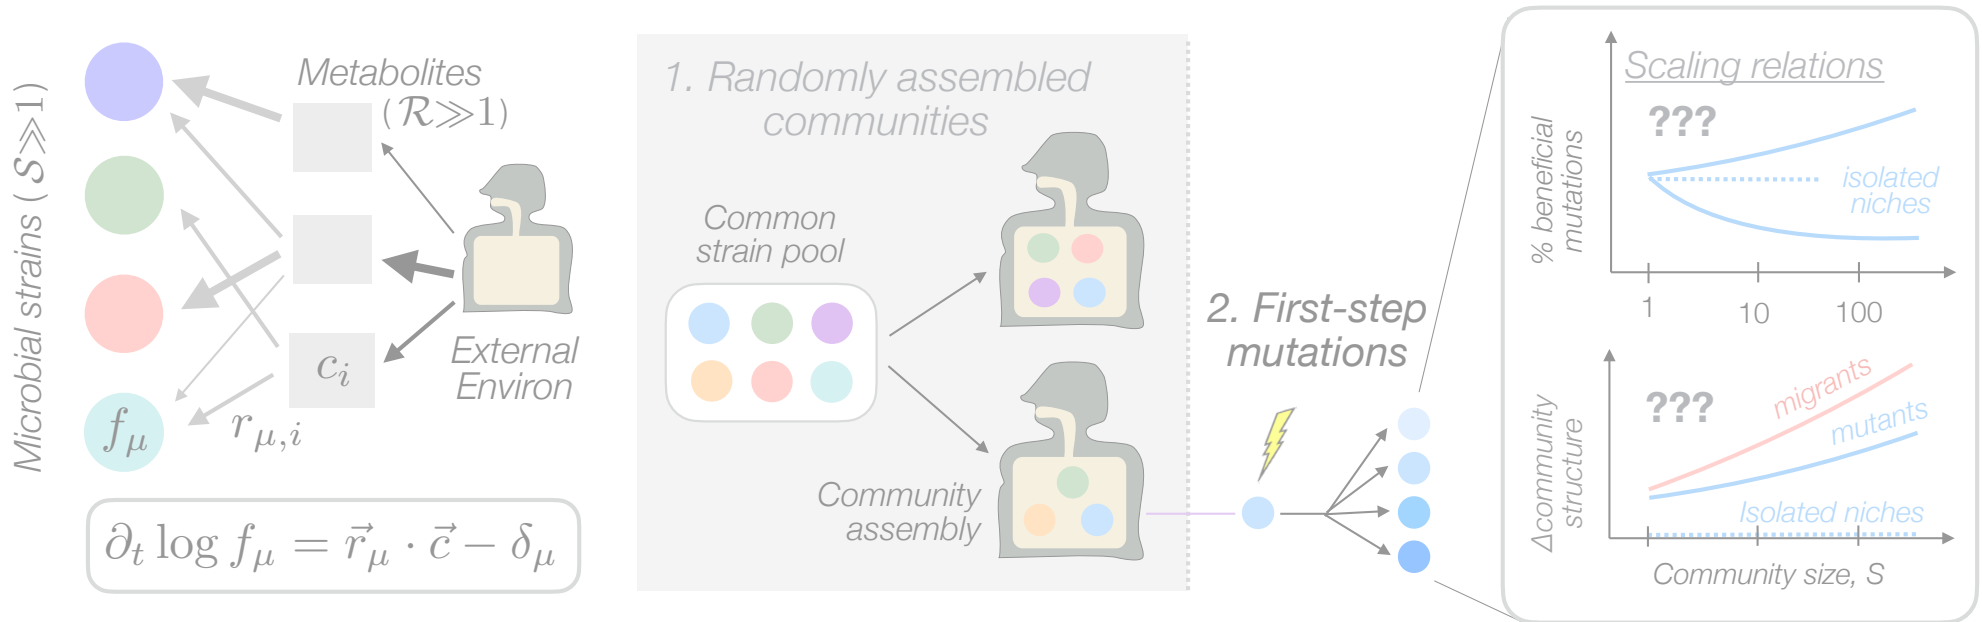 Microbial strains (𝒮≫1)
Metabolites
(ℛ≫1)
c_i
f_μ
r_{μ,i}
External
Environ
∂_t log f_μ = r⃗_μ · c⃗ − δ_μ
1. Randomly assembled
communities
Common
strain pool
Community
assembly
2. First-step
mutations
Scaling relations
???
% beneficial
mutations
isolated
niches
1
10
100
???
migrants
mutants
Δcommunity
structure
Isolated niches
Community size, S